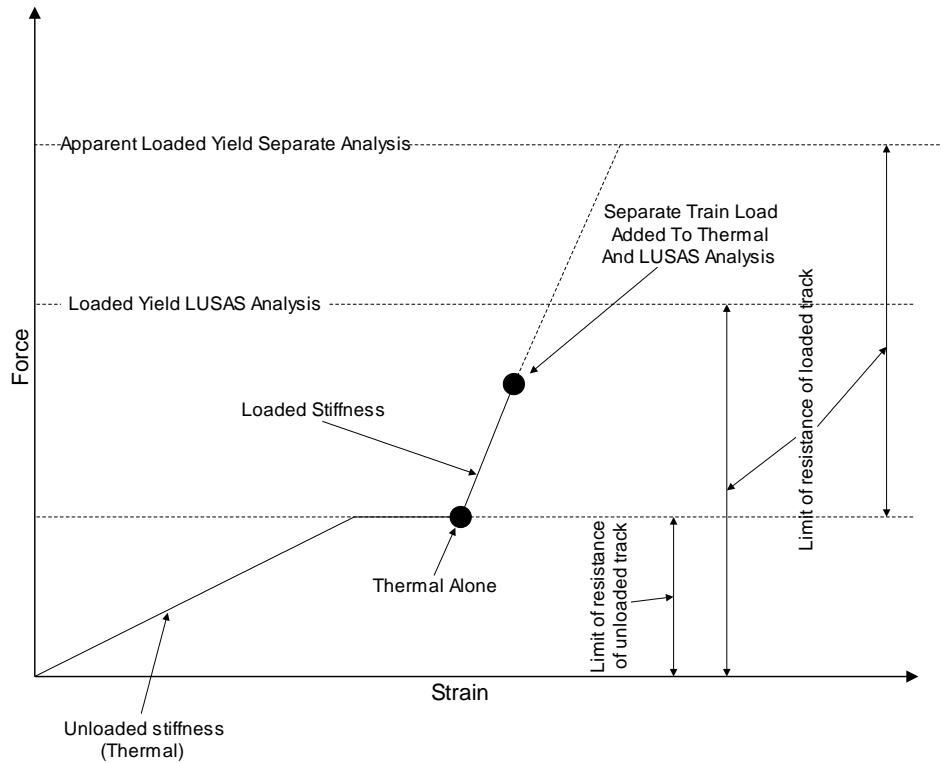 Apparent Loaded Yield Separate Analysis
Separate Train Load
Added To Thermal
And LUSAS Analysis
Loaded Yield LUSAS Analysis
Force
Loaded Stiffness
Limit of resistance of loaded track
Thermal Alone
Limit of resistance
of unloaded track
Strain
Unloaded stiffness
(Thermal)